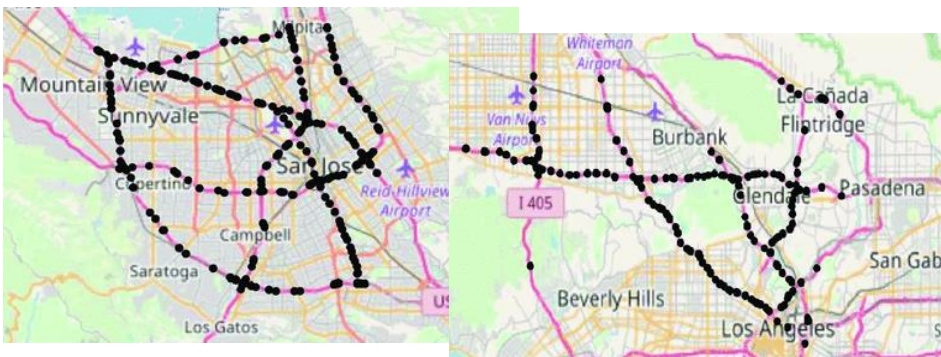 Milpita
Mountain View
Sunnyvale
San Jose
Cupertino
Reid-Hillview
Airport
Campbell
Saratoga
US
Los Gatos
Whiteman
Airport
La Cañada
Flintridge
Van Nuys
Airport
Burbank
Glendale
Pasadena
I 405
San Gab
Beverly Hills
Los Angeles